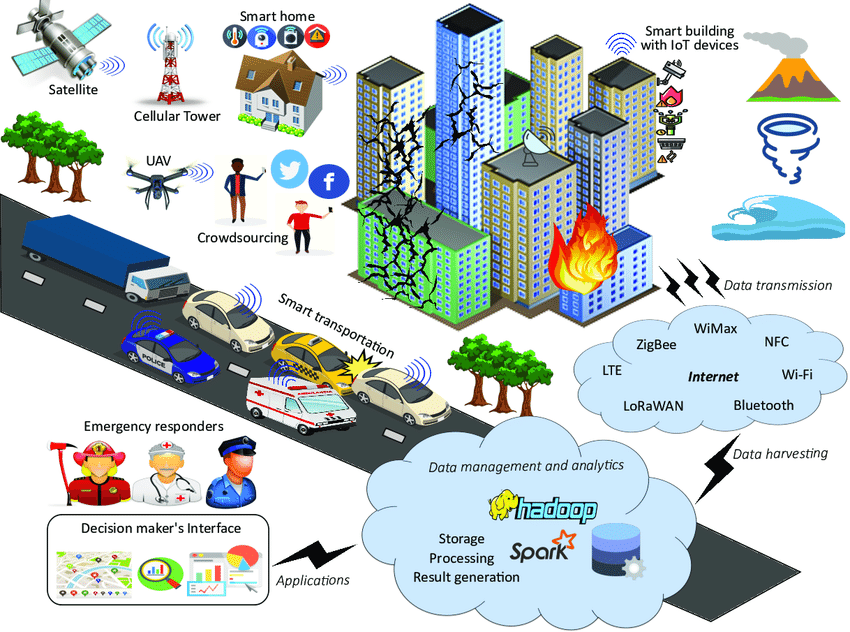 Smart home
Satellite
Cellular Tower
Smart building
with IoT devices
UAV
Crowdsourcing
Smart transportation
POLICE
AMBULANCE
Data transmission
WiMax
ZigBee
NFC
LTE
Internet
Wi-Fi
LoRaWAN
Bluetooth
Data harvesting
Emergency responders
Data management and analytics
hadoop
Storage
Spark
Processing
Result generation
Decision maker's Interface
Applications